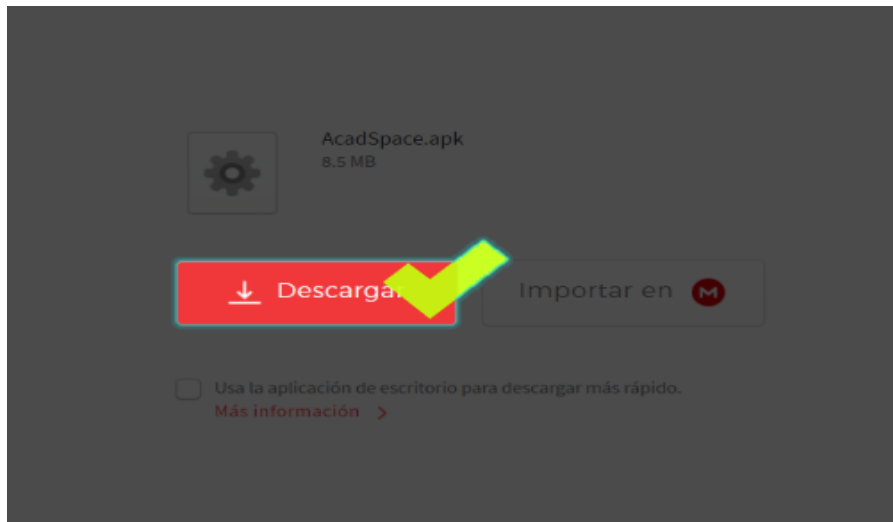 AcadSpace.apk
8.5 MB
Descargar
Importar en M
Usa la aplicación de escritorio para descargar más rápido.
Más información >